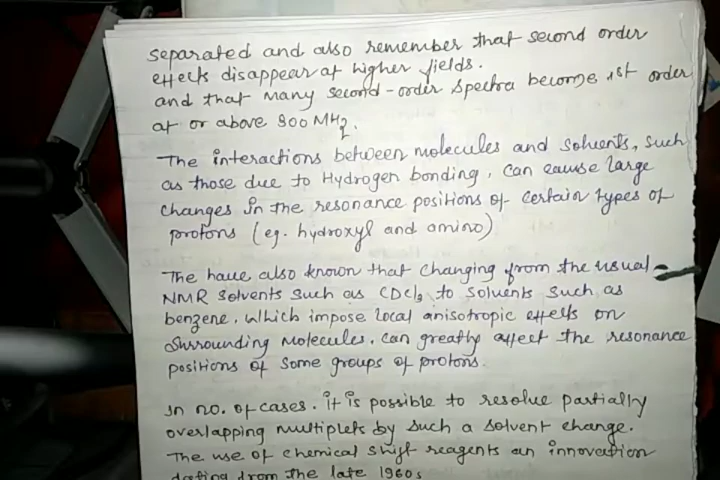 separated and also remember that second order
effects disappear at higher fields.
and that many second-order spectra become 1st order
at or above 900 MHz.
The interactions between molecules and solvents, such
as those due to Hydrogen bonding, can cause large
changes in the resonance positions of certain types of
protons (eg. hydroxyl and amino)
The have also known that changing from the usual
NMR solvents such as CDCl3 to solvents such as
benzene. which impose local anisotropic effects on
surrounding molecules. can greatly affect the resonance
positions of some groups of protons.
In no. of cases. it is possible to resolve partially
overlapping multiplets by such a solvent change.
The use of chemical shift reagents an innovation
dating from the late 1960s